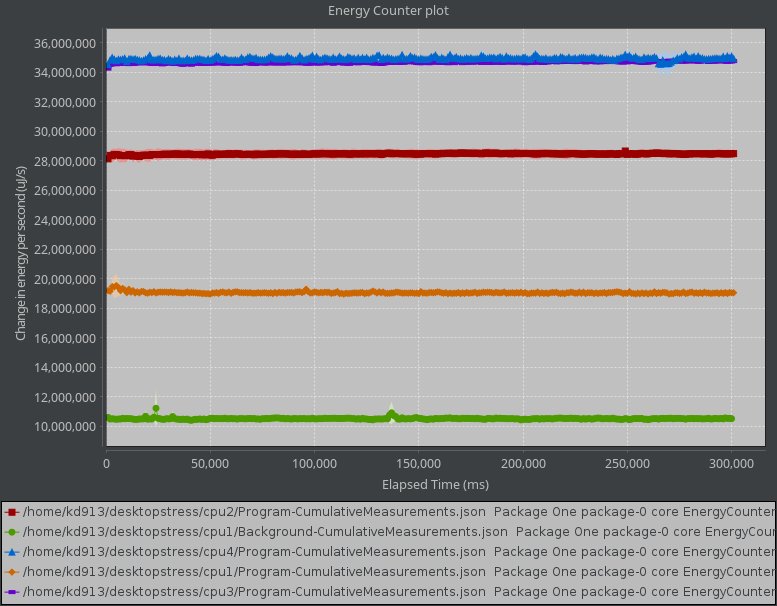 Energy Counter plot
36,000,000
34,000,000
32,000,000
30,000,000
28,000,000
26,000,000
24,000,000
22,000,000
20,000,000
18,000,000
16,000,000
14,000,000
12,000,000
10,000,000
Change in energy per second (uJ/s)
0 50,000 100,000 150,000 200,000 250,000 300,000
Elapsed Time (ms)
/home/kd913/desktopstress/cpu2/Program-CumulativeMeasurements.json Package One package-0 core EnergyCounter
/home/kd913/desktopstress/cpu1/Background-CumulativeMeasurements.json Package One package-0 core EnergyCour
/home/kd913/desktopstress/cpu4/Program-CumulativeMeasurements.json Package One package-0 core EnergyCounter
/home/kd913/desktopstress/cpu1/Program-CumulativeMeasurements.json Package One package-0 core EnergyCounter
/home/kd913/desktopstress/cpu3/Program-CumulativeMeasurements.json Package One package-0 core EnergyCounter